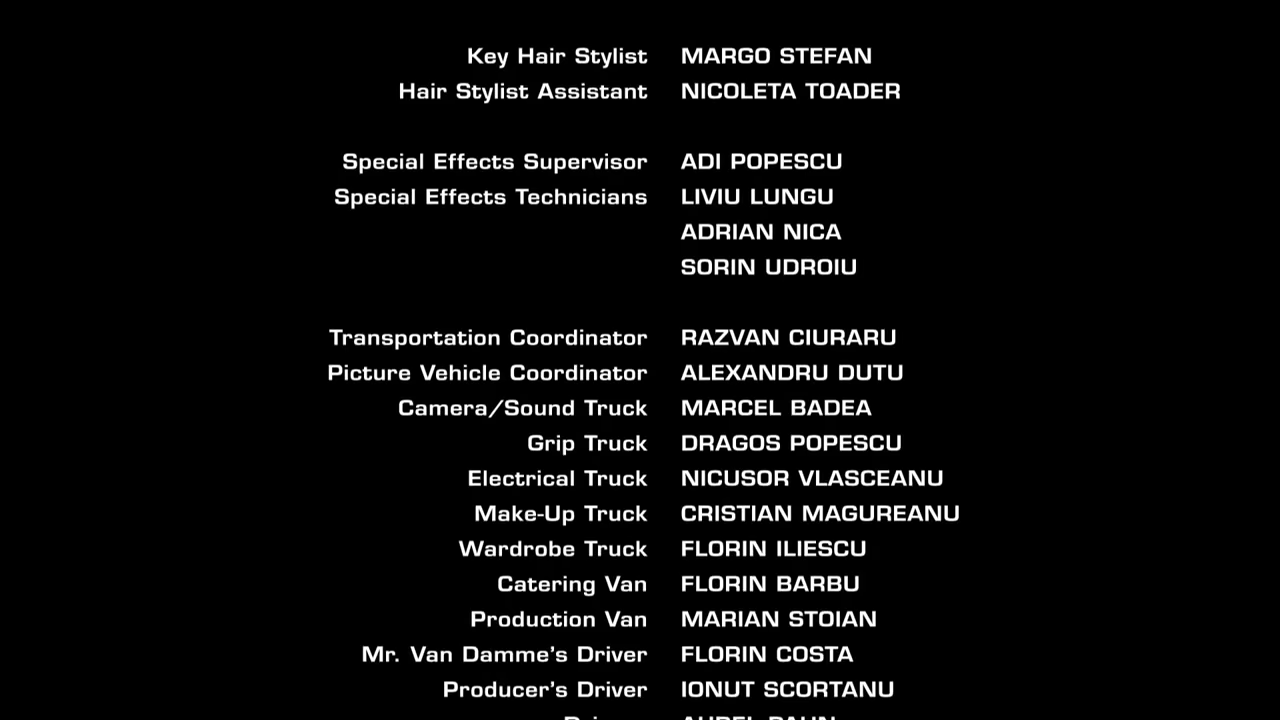 Key Hair Stylist MARGO STEFAN
Hair Stylist Assistant NICOLETA TOADER
Special Effects Supervisor ADI POPESCU
Special Effects Technicians LIVIU LUNGU
ADRIAN NICA
SORIN UDROIU
Transportation Coordinator RAZVAN CIURARU
Picture Vehicle Coordinator ALEXANDRU DUTU
Camera/Sound Truck MARCEL BADEA
Grip Truck DRAGOS POPESCU
Electrical Truck NICUSOR VLASCEANU
Make-Up Truck CRISTIAN MAGUREANU
Wardrobe Truck FLORIN ILIESCU
Catering Van FLORIN BARBU
Production Van MARIAN STOIAN
Mr. Van Damme's Driver FLORIN COSTA
Producer's Driver IONUT SCORTANU